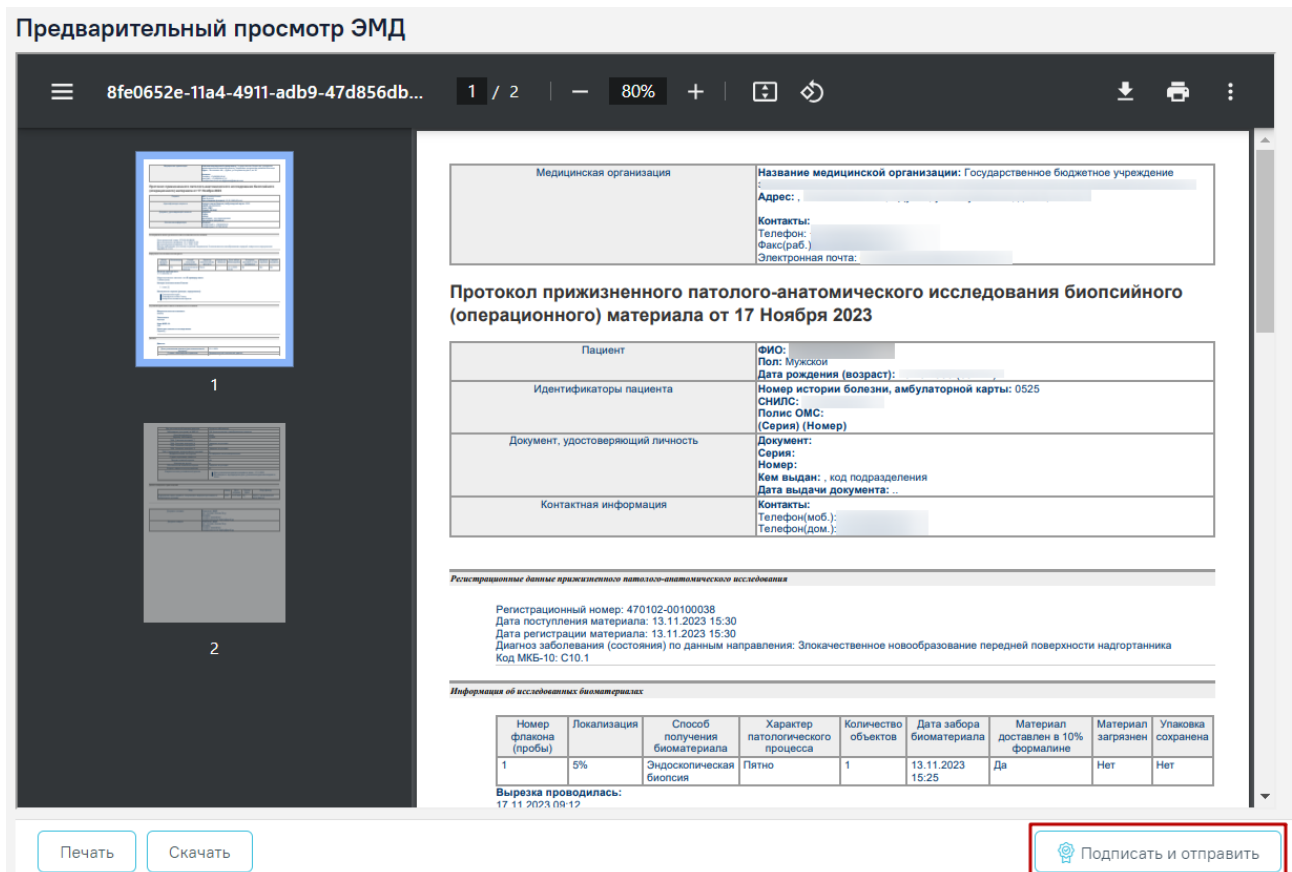 Предварительный просмотр ЭМД
8fe0652e-11a4-4911-adb9-47d856db... 1 / 2 80%
Медицинская организация
Название медицинской организации: Государственное бюджетное учреждение
:
Адрес: ,
Контакты:
Телефон:
Факс(раб.)
Электронная почта:
Протокол прижизненного патолого-анатомического исследования биопсийного
(операционного) материала от 17 Ноября 2023
Пациент
ФИО:
Пол: Мужской
Дата рождения (возраст):
Идентификаторы пациента
Номер истории болезни, амбулаторной карты: 0525
СНИЛС:
Полис ОМС:
(Серия) (Номер)
Документ, удостоверяющий личность
Документ:
Серия:
Номер:
Кем выдан: , код подразделения
Дата выдачи документа: ..
Контактная информация
Контакты:
Телефон(моб.):
Телефон(дом.):
Регистрационные данные прижизненного патолого-анатомического исследования
Регистрационный номер: 470102-00100038
Дата поступления материала: 13.11.2023 15:30
Дата регистрации материала: 13.11.2023 15:30
Диагноз заболевания (состояния) по данным направления: Злокачественное новообразование передней поверхности надгортанника
Код МКБ-10: C10.1
Информация об исследованных биоматериалах
Номер флакона (пробы) Локализация Способ получения биоматериала Характер патологического процесса Количество объектов Дата забора биоматериала Материал доставлен в 10% формалине Материал загрязнен Упаковка сохранена
1 5% Эндоскопическая биопсия Пятно 1 13.11.2023 15:25 Да Нет Нет
Вырезка проводилась:
17.11.2023 09:12
1
2
Печать Скачать Подписать и отправить